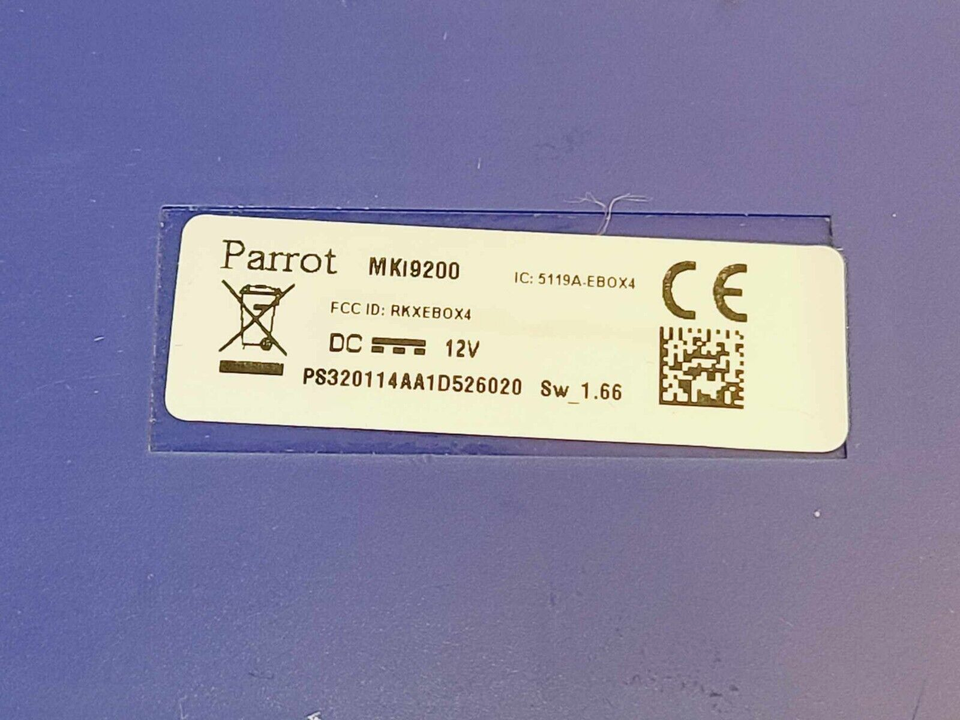 Parrot MKi9200 IC: 5119A-EBOX4 CE
FCC ID: RKXEBOX4
DC 12V
PS320114AA1D526020 Sw_1.66